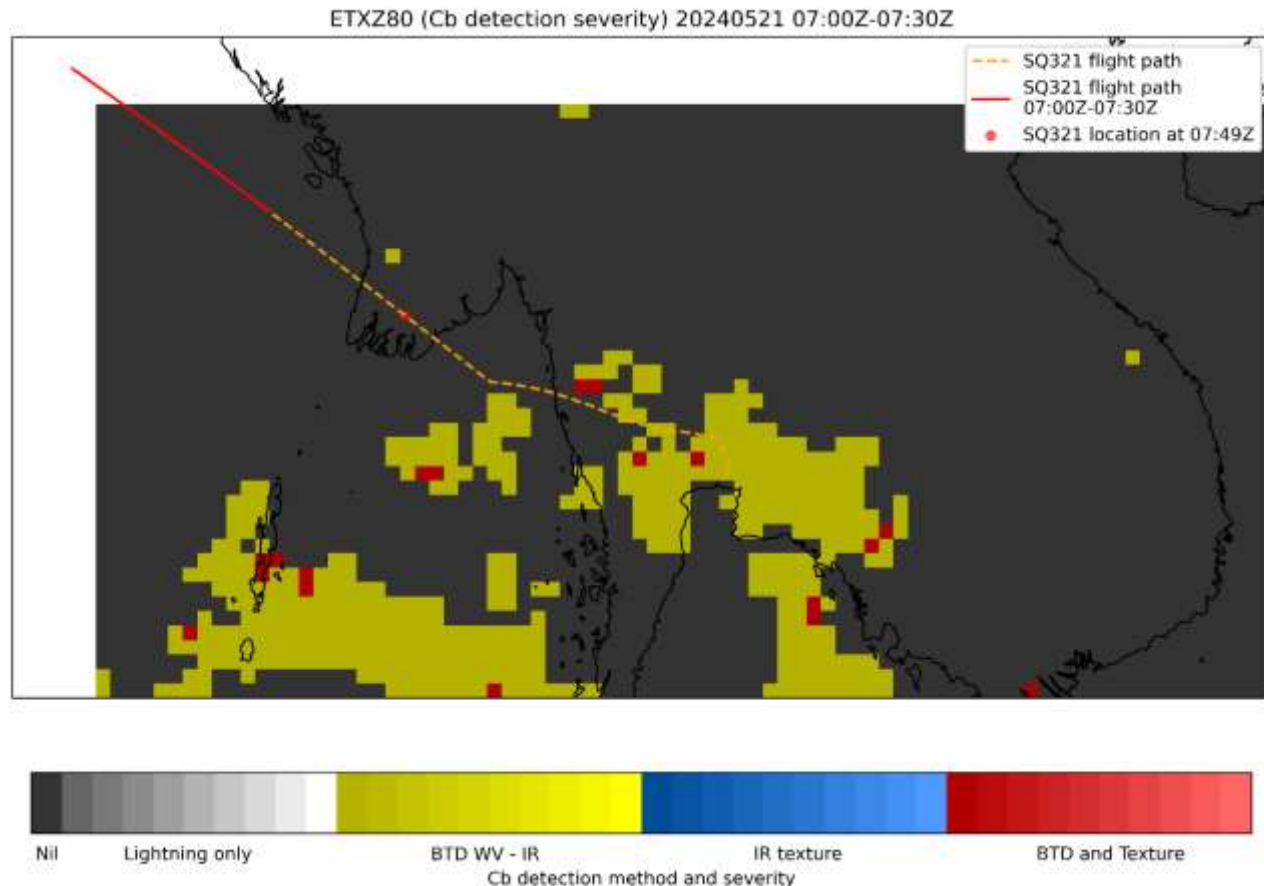 ETXZ80 (Cb detection severity) 20240521 07:00Z-07:30Z
SQ321 flight path
SQ321 flight path
07:00Z-07:30Z
SQ321 location at 07:49Z
Nil Lightning only BTD WV - IR IR texture BTD and Texture
Cb detection method and severity